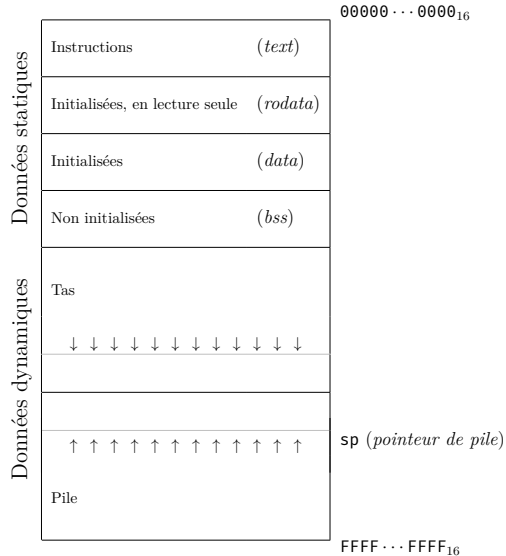 00000···0000₁₆
Données statiques
Instructions (text)
Initialisées, en lecture seule (rodata)
Initialisées (data)
Non initialisées (bss)
Données dynamiques
Tas
↓ ↓ ↓ ↓ ↓ ↓ ↓ ↓ ↓ ↓ ↓ ↓
sp (pointeur de pile)
↑ ↑ ↑ ↑ ↑ ↑ ↑ ↑ ↑ ↑ ↑ ↑
Pile
FFFF···FFFF₁₆